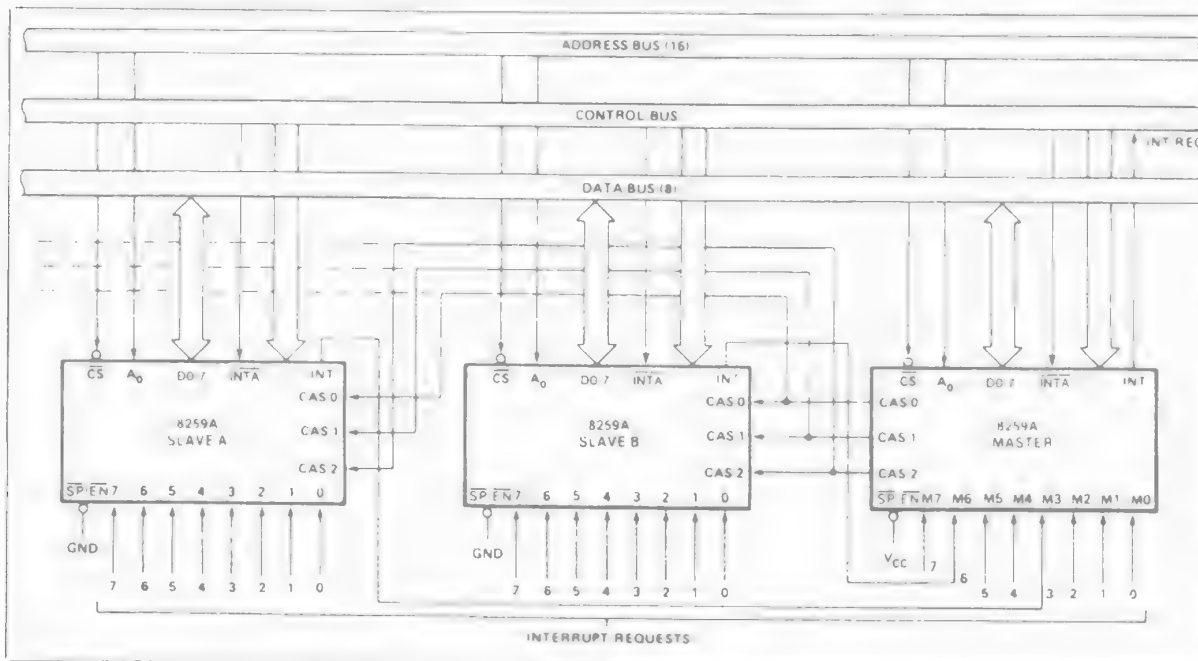 ADDRESS BUS (16)
CONTROL BUS
INT REQ
DATA BUS (8)
CS A0 D0 7 INTA INT
CAS 0
8259A
SLAVE A
CAS 1
CAS 2
SP/EN 7 6 5 4 3 2 1 0
GND
7 6 5 4 3 2 1 0
CS A0 D0 7 INTA INT
CAS 0
8259A
SLAVE B
CAS 1
CAS 2
SP/EN 7 6 5 4 3 2 1 0
GND
7 6 5 4 3 2 1 0
CS A0 D0 7 INTA INT
CAS 0
8259A
MASTER
CAS 1
CAS 2
SP/EN M7 M6 M5 M4 M3 M2 M1 M0
VCC
7 6 5 4 3 2 1 0
INTERRUPT REQUESTS